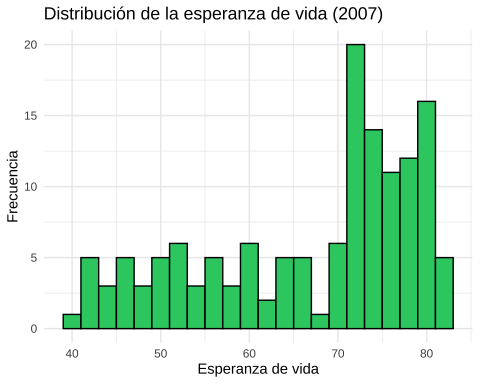 Distribución de la esperanza de vida (2007)
Frecuencia
20
15
10
5
0
40 50 60 70 80
Esperanza de vida